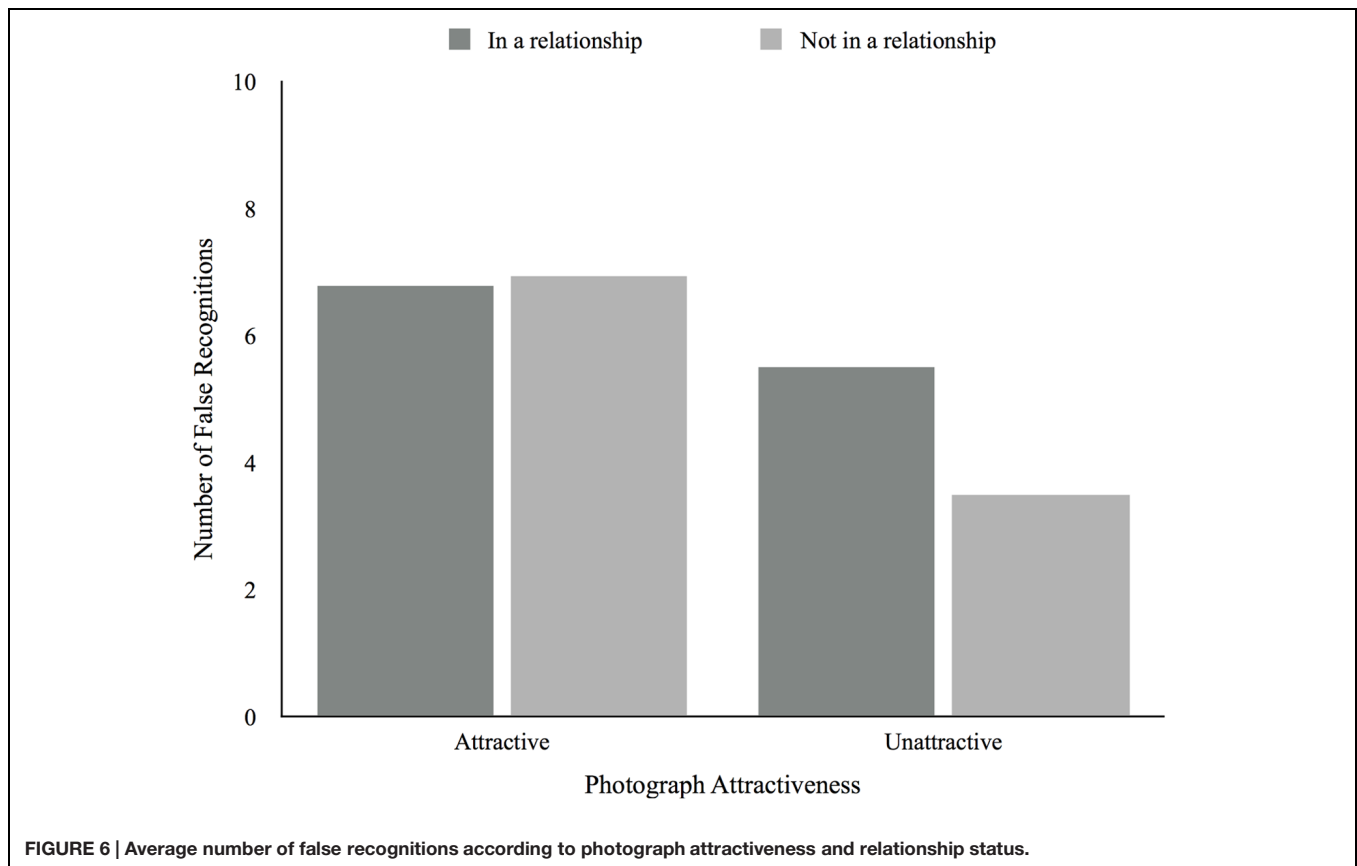 In a relationship Not in a relationship
10
8
6
4
2
0
Number of False Recognitions
Attractive Unattractive
Photograph Attractiveness
FIGURE 6 | Average number of false recognitions according to photograph attractiveness and relationship status.